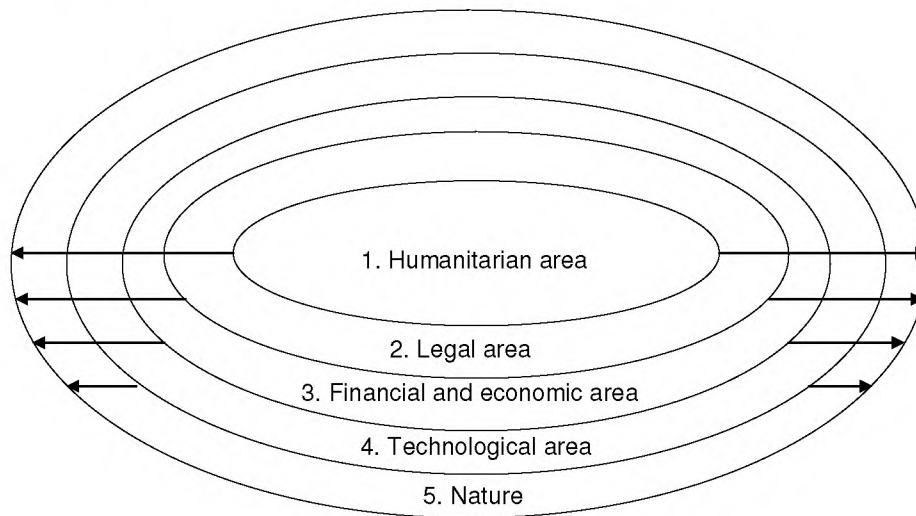 1. Humanitarian area
2. Legal area
3. Financial and economic area
4. Technological area
5. Nature